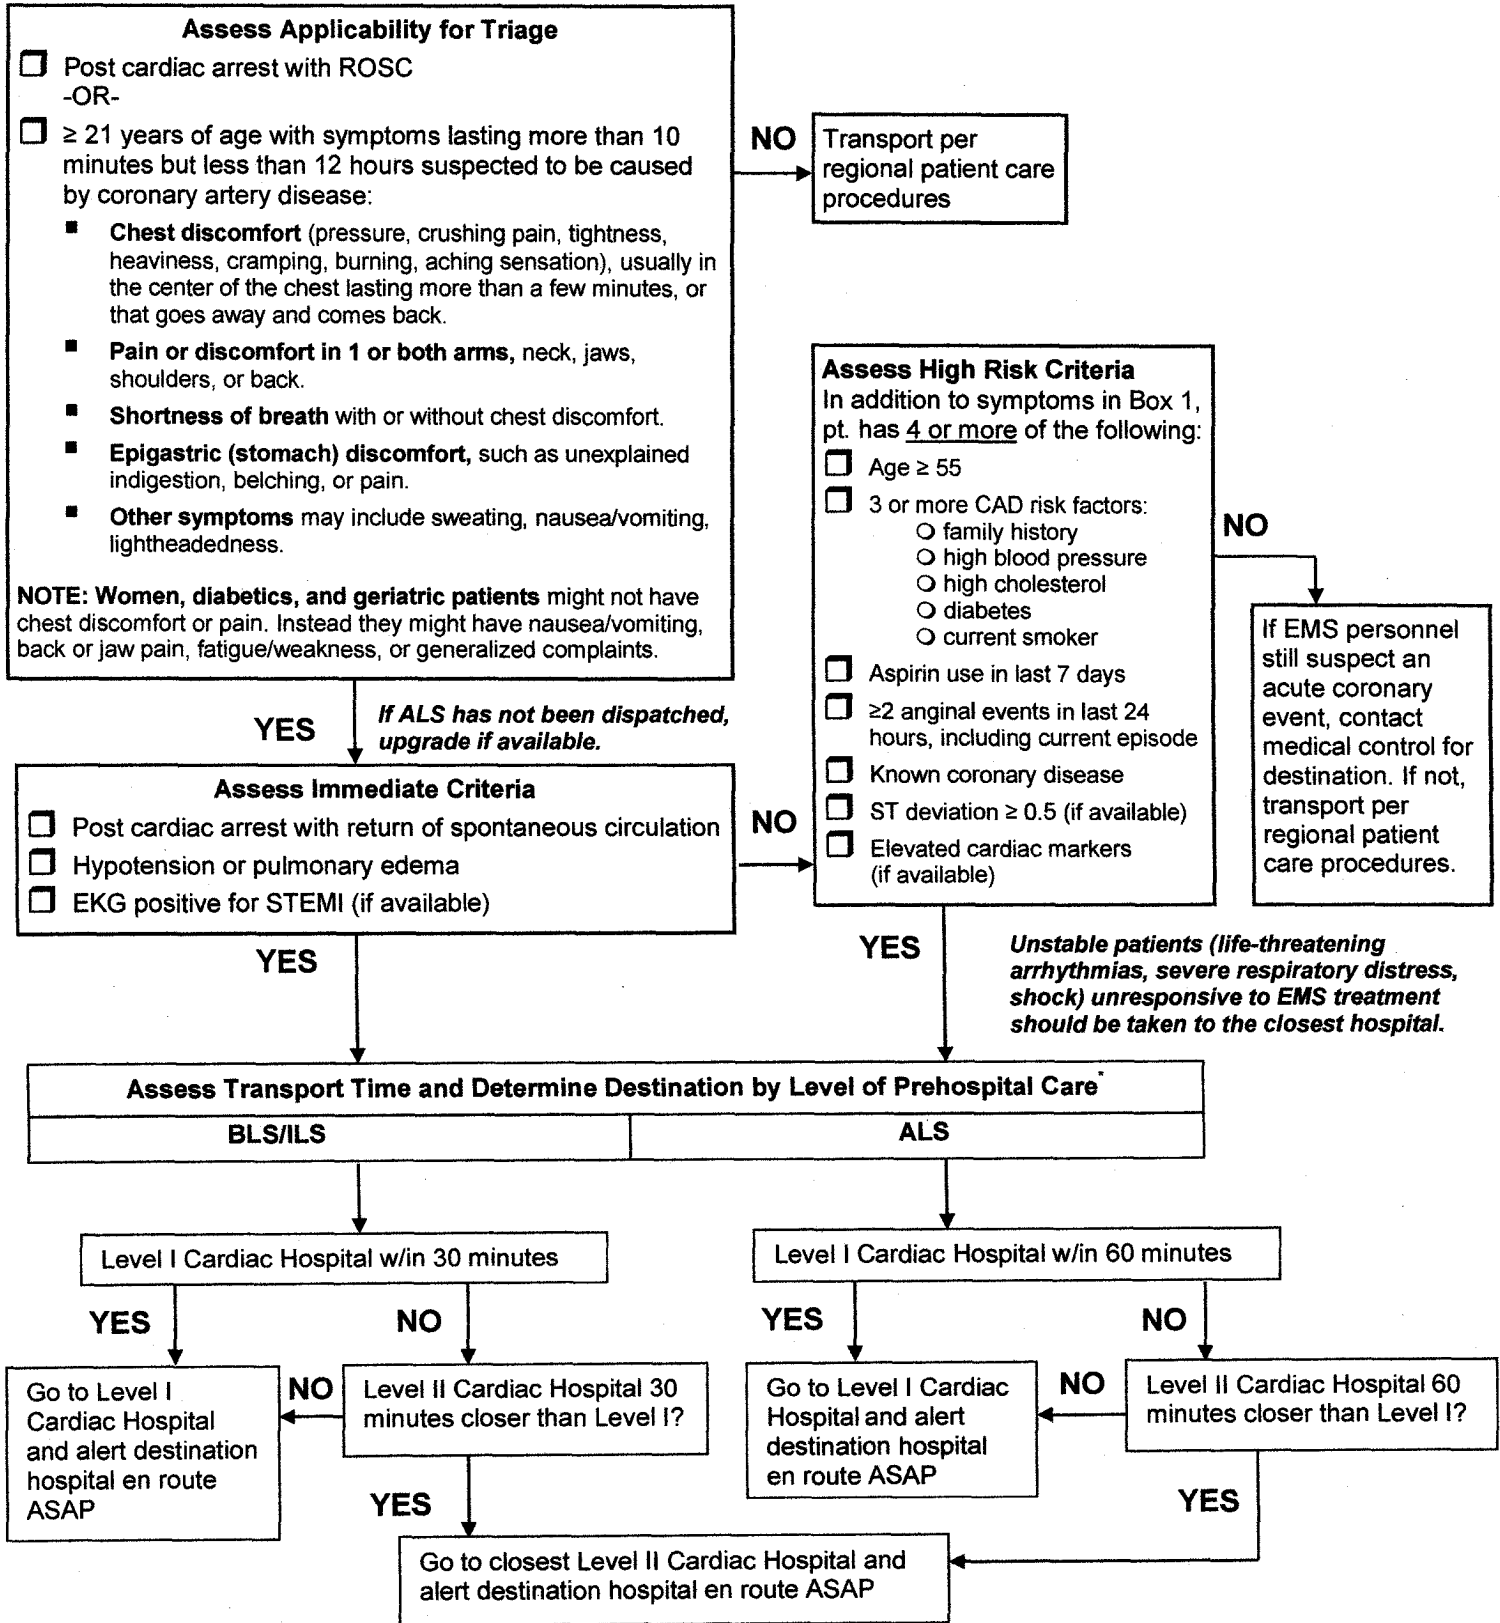 Assess Applicability for Triage
Post cardiac arrest with ROSC
-OR-
≥ 21 years of age with symptoms lasting more than 10
minutes but less than 12 hours suspected to be caused
by coronary artery disease:
Chest discomfort (pressure, crushing pain, tightness,
heaviness, cramping, burning, aching sensation), usually in
the center of the chest lasting more than a few minutes, or
that goes away and comes back.
Pain or discomfort in 1 or both arms, neck, jaws,
shoulders, or back.
Shortness of breath with or without chest discomfort.
Epigastric (stomach) discomfort, such as unexplained
indigestion, belching, or pain.
Other symptoms may include sweating, nausea/vomiting,
lightheadedness.
NOTE: Women, diabetics, and geriatric patients might not have
chest discomfort or pain. Instead they might have nausea/vomiting,
back or jaw pain, fatigue/weakness, or generalized complaints.
NO
Transport per
regional patient care
procedures
YES
If ALS has not been dispatched,
upgrade if available.
Assess Immediate Criteria
Post cardiac arrest with return of spontaneous circulation
Hypotension or pulmonary edema
EKG positive for STEMI (if available)
NO
Assess High Risk Criteria
In addition to symptoms in Box 1,
pt. has 4 or more of the following:
Age ≥ 55
3 or more CAD risk factors:
family history
high blood pressure
high cholesterol
diabetes
current smoker
Aspirin use in last 7 days
≥2 anginal events in last 24
hours, including current episode
Known coronary disease
ST deviation ≥ 0.5 (if available)
Elevated cardiac markers
(if available)
NO
If EMS personnel
still suspect an
acute coronary
event, contact
medical control for
destination. If not,
transport per
regional patient
care procedures.
YES
YES
Unstable patients (life-threatening
arrhythmias, severe respiratory distress,
shock) unresponsive to EMS treatment
should be taken to the closest hospital.
Assess Transport Time and Determine Destination by Level of Prehospital Care*
BLS/ILS
ALS
Level I Cardiac Hospital w/in 30 minutes
YES
NO
Go to Level I
Cardiac Hospital
and alert destination
hospital en route
ASAP
NO
Level II Cardiac Hospital 30
minutes closer than Level I?
YES
Level I Cardiac Hospital w/in 60 minutes
YES
NO
Go to Level I Cardiac
Hospital and alert
destination hospital
en route ASAP
NO
Level II Cardiac Hospital 60
minutes closer than Level I?
YES
Go to closest Level II Cardiac Hospital and
alert destination hospital en route ASAP